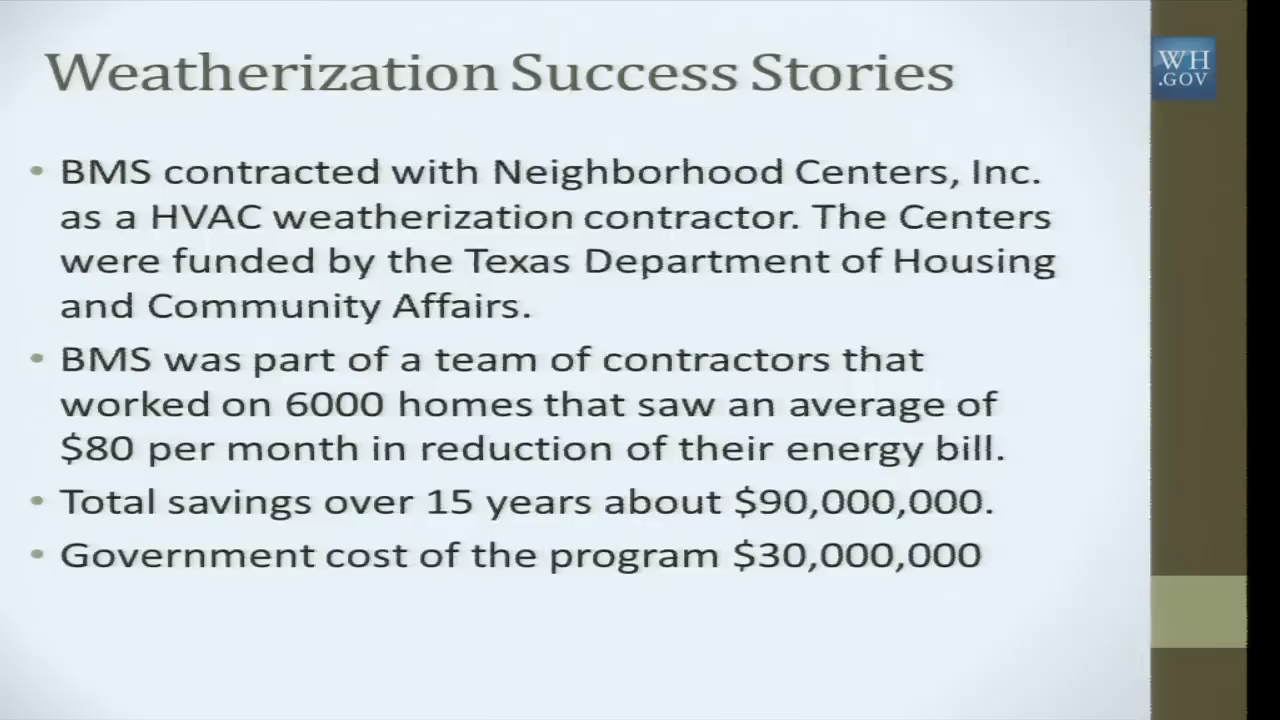 Weatherization Success Stories
WH
.GOV
• BMS contracted with Neighborhood Centers, Inc.
as a HVAC weatherization contractor. The Centers
were funded by the Texas Department of Housing
and Community Affairs.
• BMS was part of a team of contractors that
worked on 6000 homes that saw an average of
$80 per month in reduction of their energy bill.
• Total savings over 15 years about $90,000,000.
• Government cost of the program $30,000,000